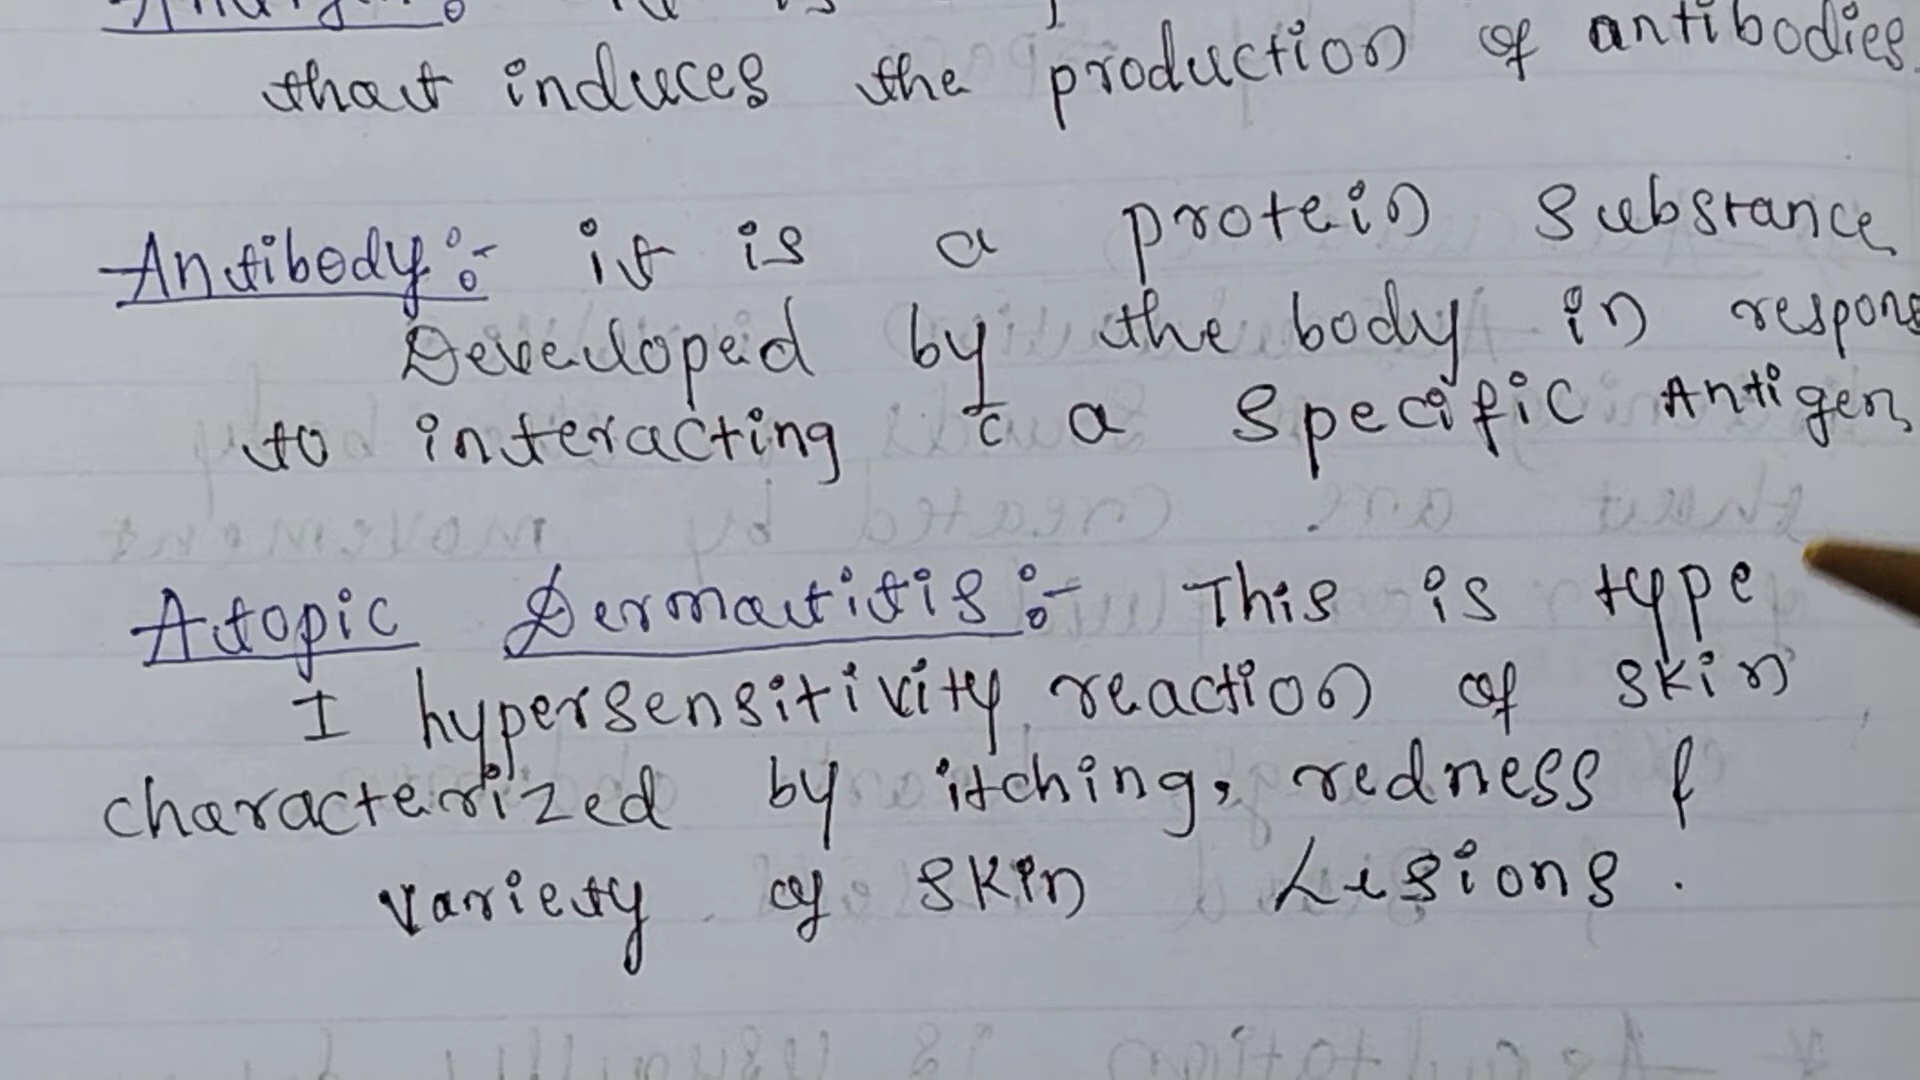 that induces the production of antibodies.
Antibody :- it is a protein substance
Developed by the body in respons
to interacting c̄ a specific Antigen
Atopic Dermatitis :- This is type
I hypersensitivity reaction of skin
characterized by itching, redness &
variety of skin Lesions.